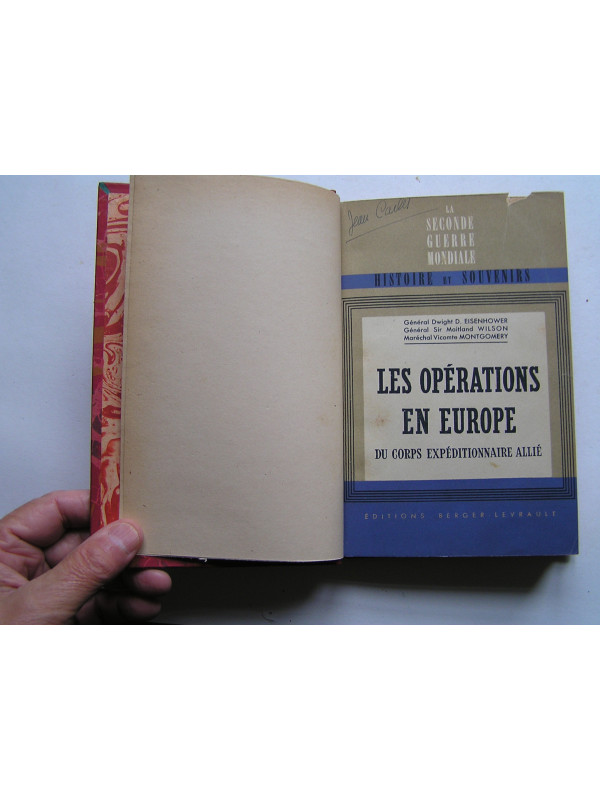 Jean
LA
SECONDE
GUERRE
MONDIALE
HISTOIRE ET SOUVENIRS
Général Dwight D. EISENHOWER
Général Sir Maitland WILSON
Maréchal Vicomte MONTGOMERY
LES OPÉRATIONS
EN EUROPE
DU CORPS EXPÉDITIONNAIRE ALLIÉ
ÉDITIONS BERGER-LEVRAULT